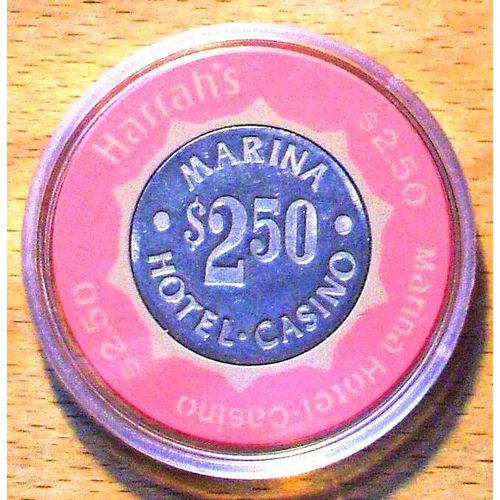 Harrah's
$2.50
Marina Hotel·Casino
$2.50
MARINA
$2.50
HOTEL·CASINO